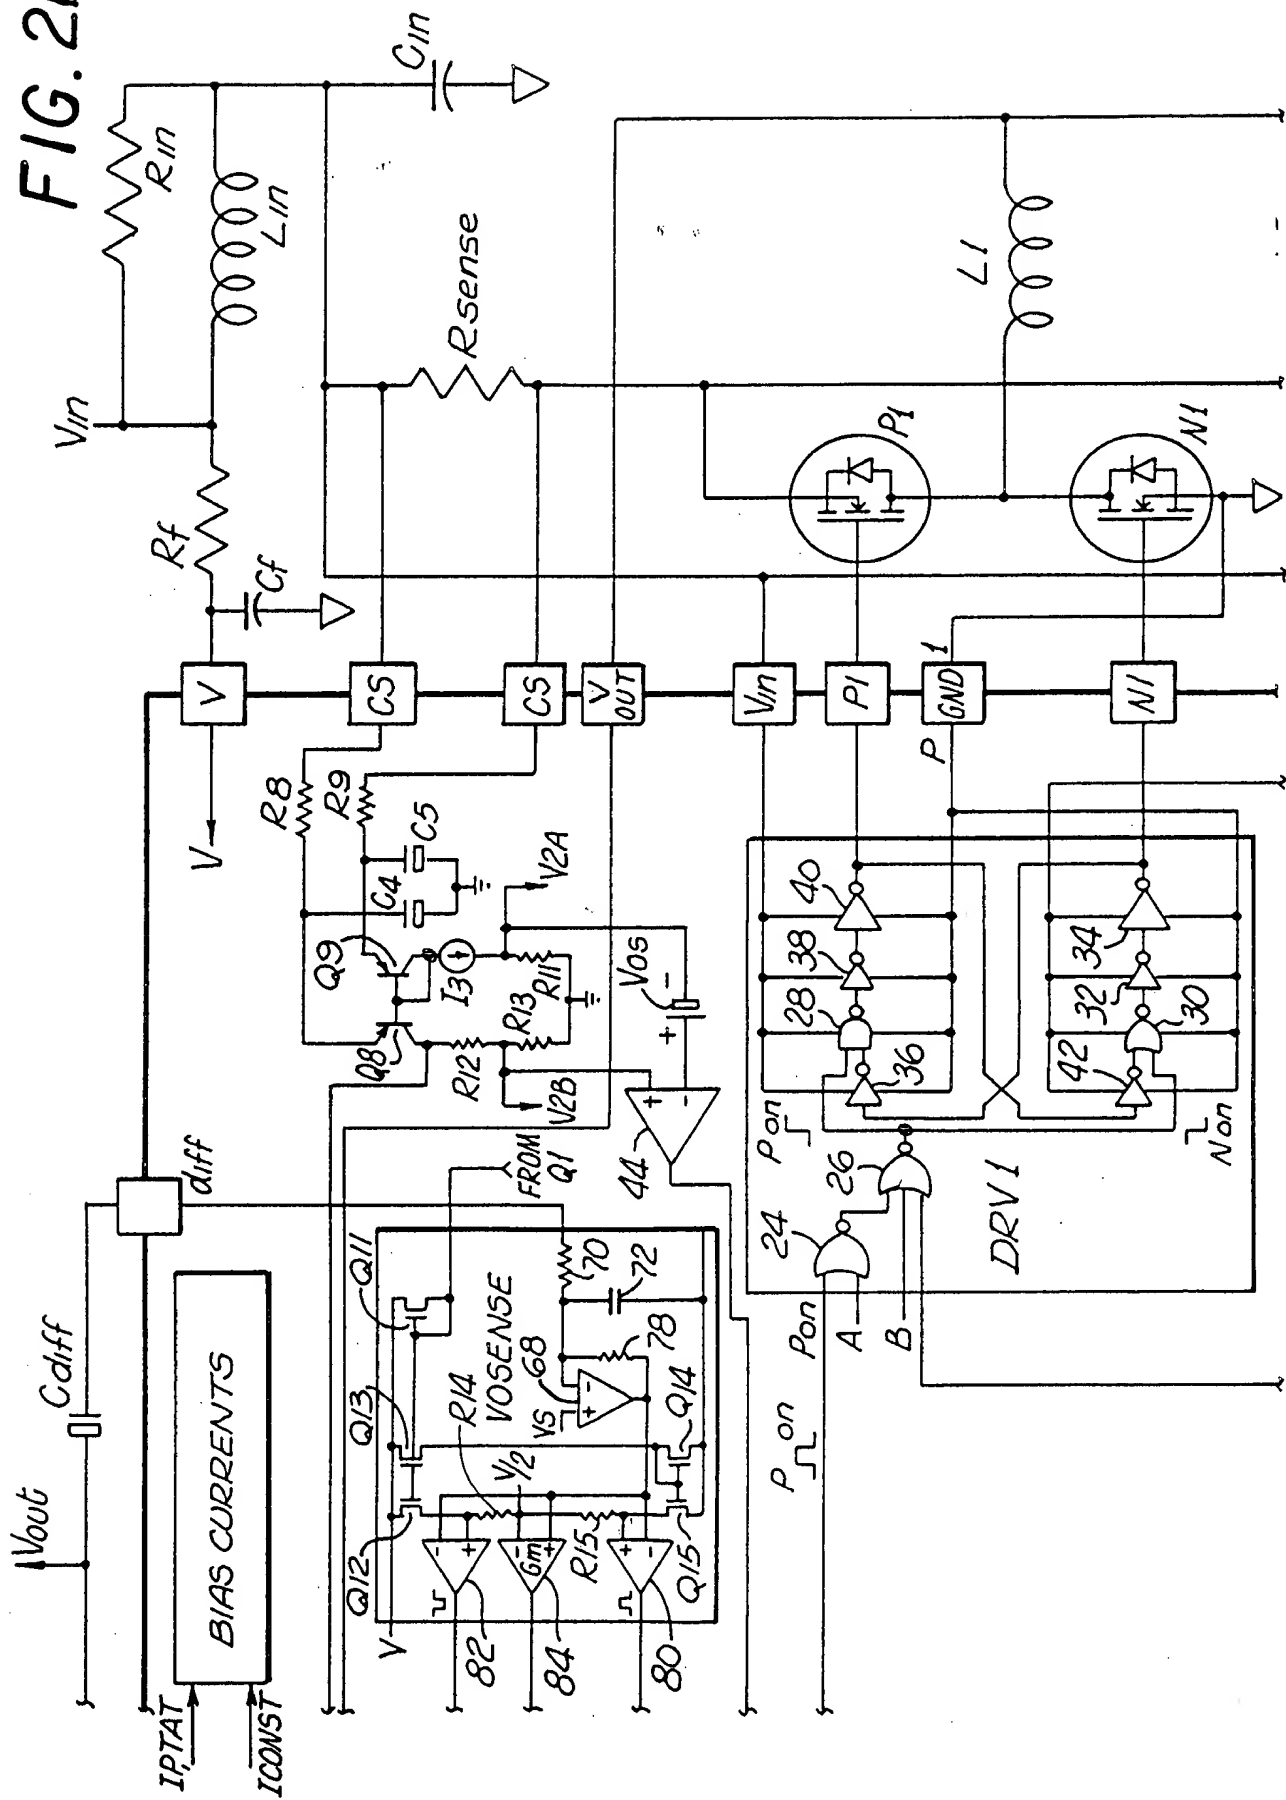 FIG. 2
Rin
Lin
Cin
Vin
Rf
Cf
Rsense
L1
P1
N1
V
CS
CS
V
OUT
Vin
P1
P
GND
1
N1
V
R8
R9
C4
C5
Q9
Q8
I3
V2A
R11
R13
R12
V2B
Vos
+
-
+
-
44
diff
Cdiff
Vout
BIAS CURRENTS
IPTAT
ICONST
FROM
Q1
Q11
Q13
Q12
VOSENSE
R14
70
72
68
78
VS
+
-
V/2
Q14
Q15
R15
V
-
+
-
Gm
+
+
-
82
84
80
Pon
Non
40
38
28
36
34
32
30
42
26
24
DRV 1
Pon
A
B
P on